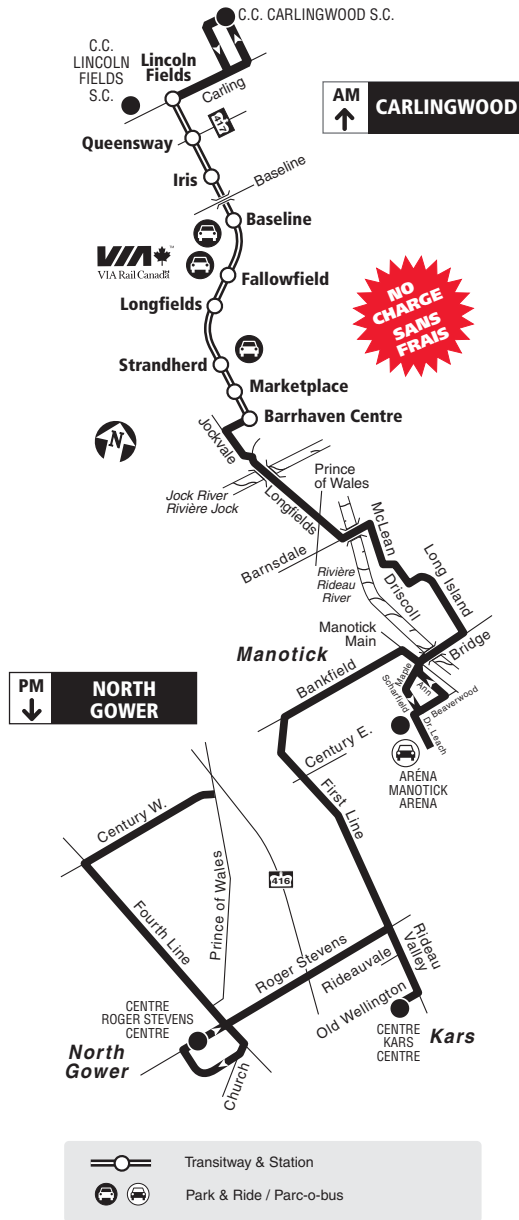 C.C. CARLINGWOOD S.C.
C.C.
LINCOLN
FIELDS
S.C.
Lincoln
Fields
Carling
AM
CARLINGWOOD
417
Queensway
Iris
Baseline
Baseline
VIA
VIA Rail Canada
Fallowfield
NO
CHARGE
SANS
FRAIS
Longfields
Strandherd
Marketplace
Barrhaven Centre
N
Jockvale
Jock River
Rivière Jock
Longfields
Prince
of Wales
McLean
Barnsdale
Rivière
Rideau
River
Driscoll
Long Island
Manotick
Main
Bridge
Manotick
Bankfield
Maple
Ann
Scharfield
Beaverwood
Dr. Leach
PM
NORTH
GOWER
ARÉNA
MANOTICK
ARENA
Century E.
First Line
Century W.
Prince of Wales
416
Fourth Line
Roger Stevens
Rideauvale
Rideau
Valley
Old Wellington
CENTRE
ROGER STEVENS
CENTRE
CENTRE
KARS
CENTRE
Kars
North
Gower
Church
Transitway & Station
Park & Ride / Parc-o-bus